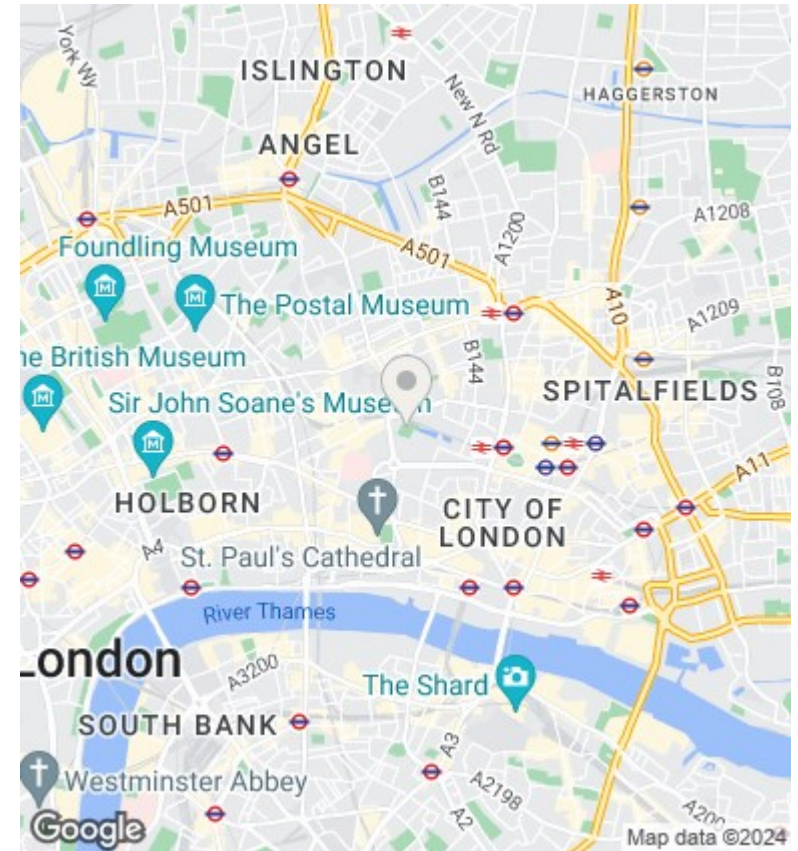 York Wy
ISLINGTON
New N Rd
HAGGERSTON
ANGEL
B144
A501
A1208
A1200
A501
Foundling Museum
The Postal Museum
A10
A1209
B144
he British Museum
SPITALFIELDS
B108
Sir John Soane's Museum
A11
HOLBORN
CITY OF
LONDON
A4
St. Paul's Cathedral
River Thames
London
A3200
The Shard
SOUTH BANK
A3
Westminster Abbey
A2198
A2
A200
Google
Map data ©2024